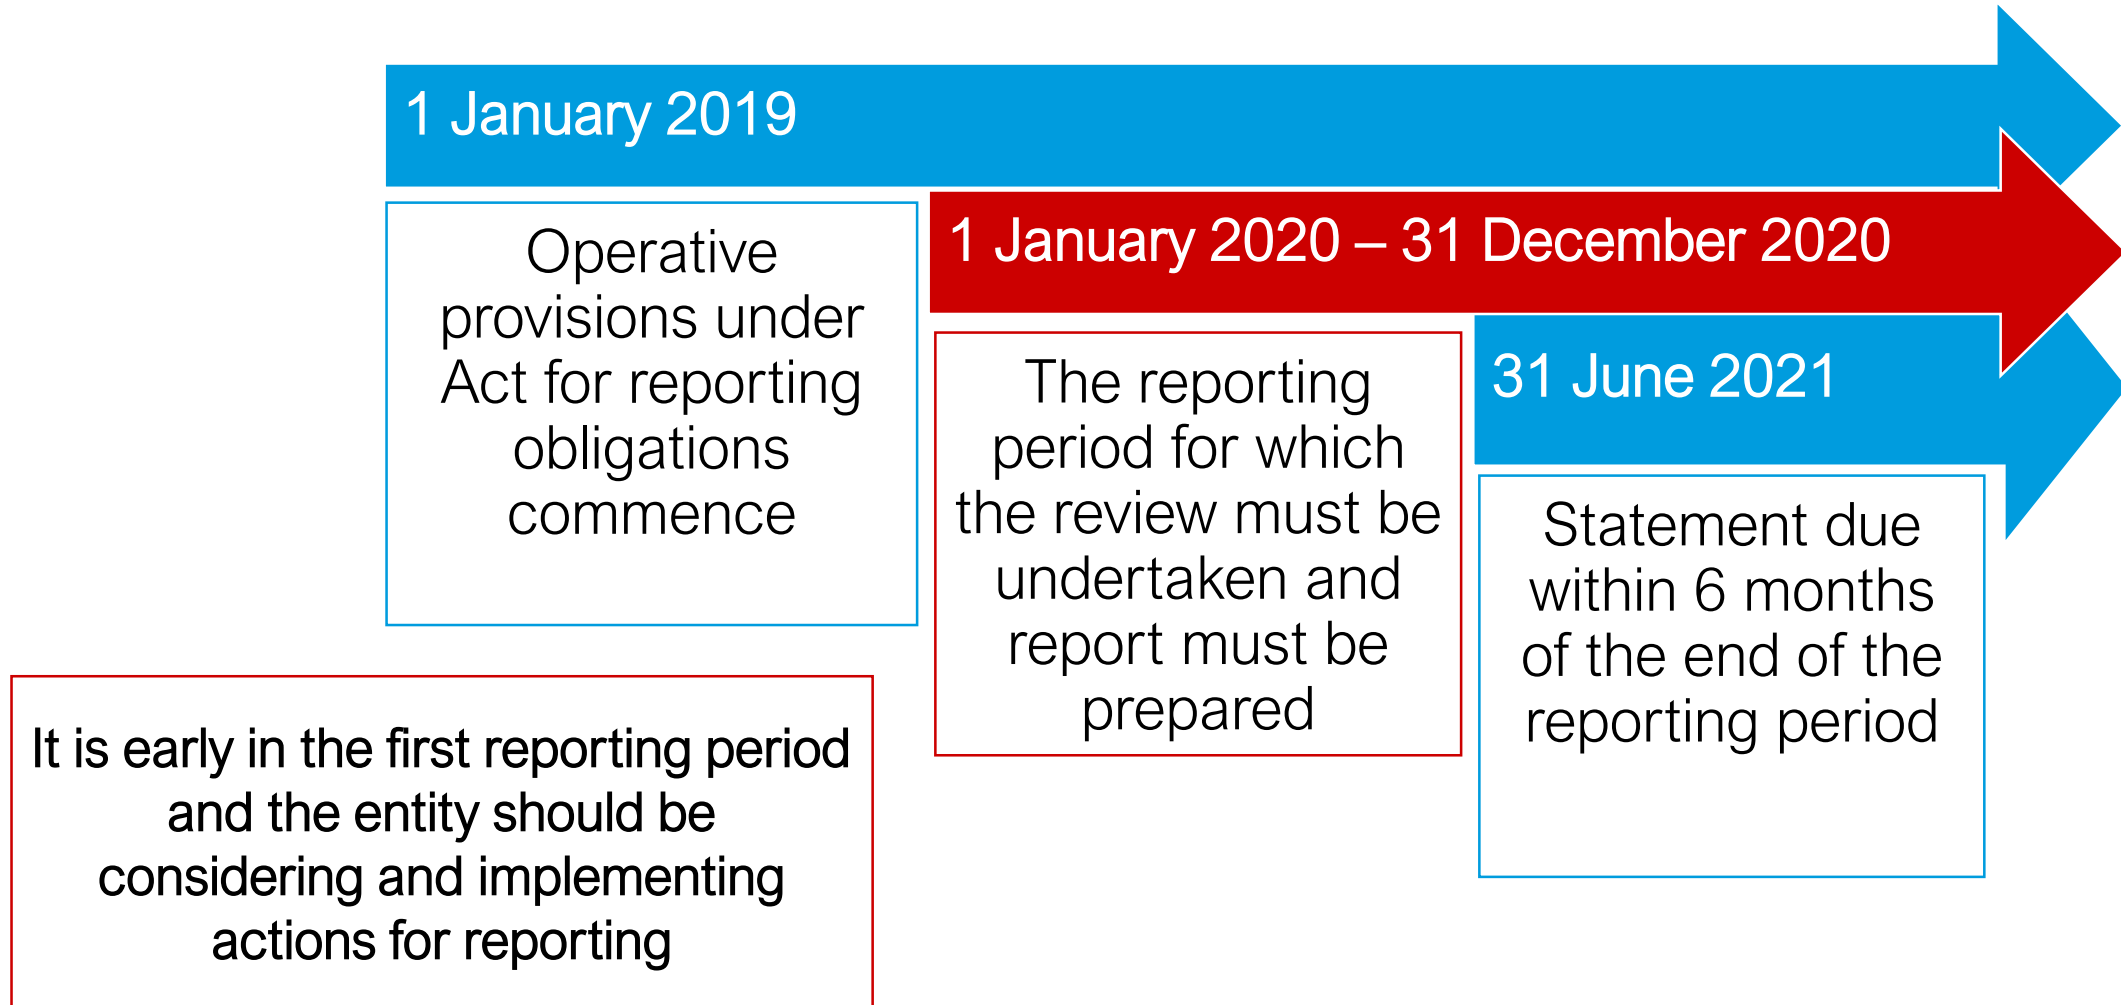 1 January 2019
Operative
provisions under
Act for reporting
obligations
commence
1 January 2020 – 31 December 2020
The reporting
period for which
the review must be
undertaken and
report must be
prepared
31 June 2021
Statement due
within 6 months
of the end of the
reporting period
It is early in the first reporting period
and the entity should be
considering and implementing
actions for reporting